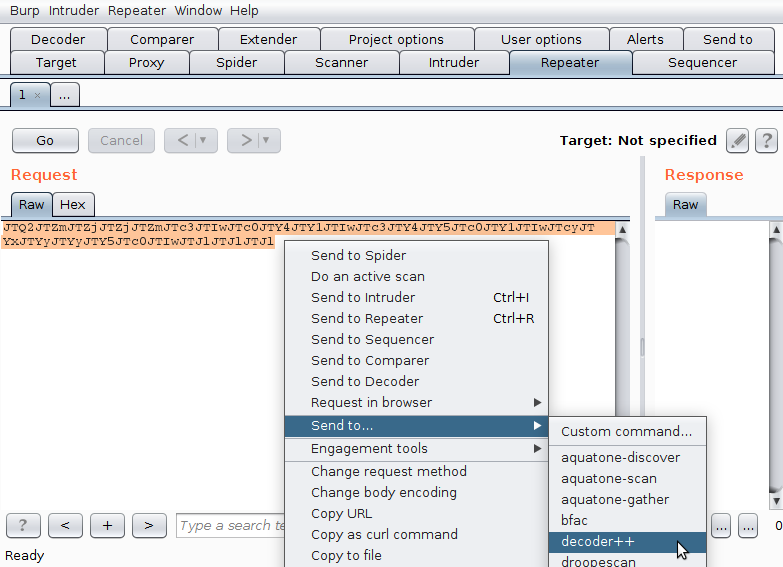 Burp Intruder Repeater Window Help
Decoder Comparer Extender Project options User options Alerts Send to
Target Proxy Spider Scanner Intruder Repeater Sequencer
1 × ...
Go Cancel < ▼ > ▼ Target: Not specified ?
Request Response
Raw Hex Raw
JTQ2JTZmJTZjJTZjJTZmJTc3JTIwJTc0JTY4JTY1JTIwJTc3JTY4JTY5JTc0JTY1JTIwJTcyJT
YxJTYyJTYyJTY5JTc0JTIwJTJlJTJlJTJl
Send to Spider
Do an active scan
Send to Intruder Ctrl+I
Send to Repeater Ctrl+R
Send to Sequencer
Send to Comparer
Send to Decoder
Request in browser
Send to...
Engagement tools
Change request method
Change body encoding
Copy URL
Copy as curl command
Copy to file
Custom command...
aquatone-discover
aquatone-scan
aquatone-gather
bfac
decoder++
droopescan
? < + > Type a search te ... ... 0
Ready